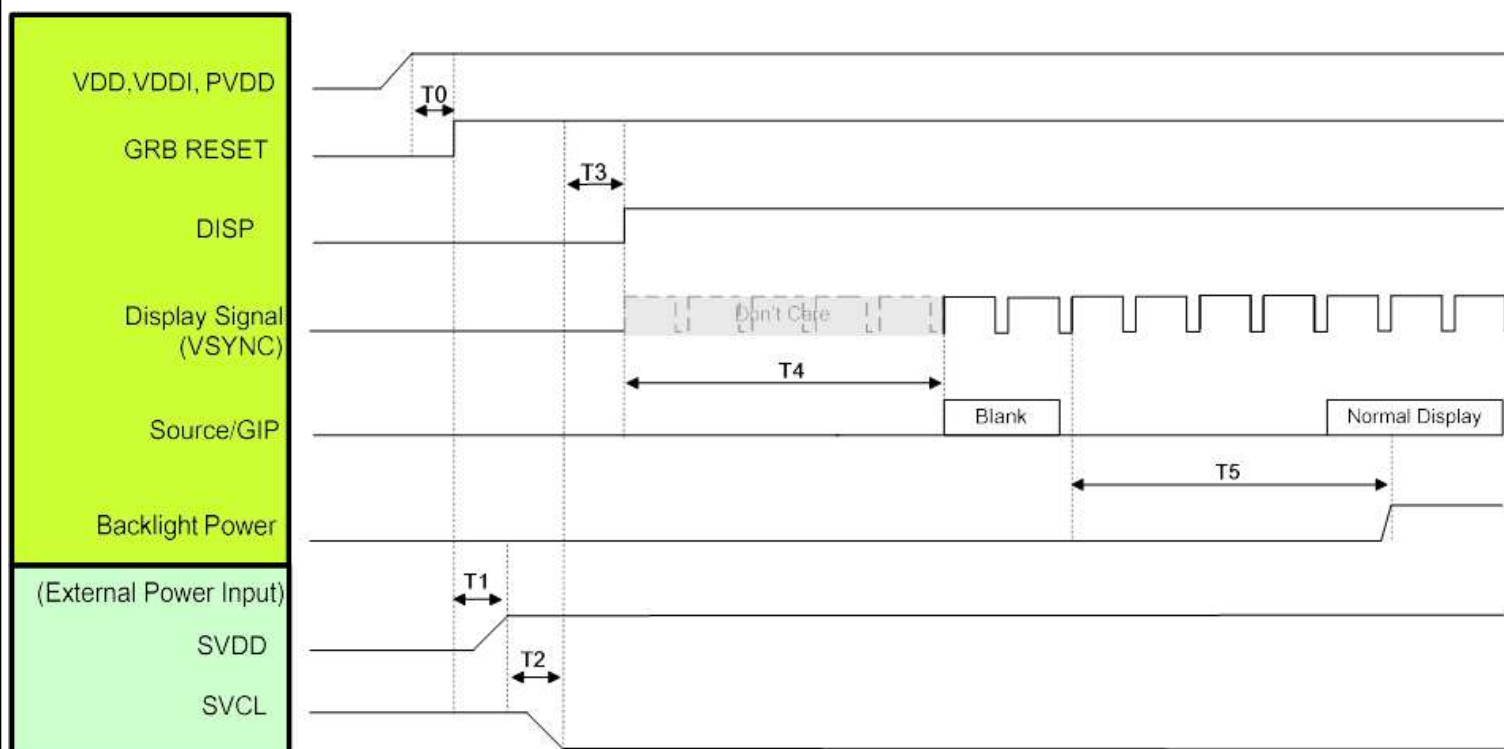 VDD,VDDI, PVDD
T0
GRB RESET
T3
DISP
Display Signal
(VSYNC)
Don't Care
T4
Source/GIP
Blank
Normal Display
T5
Backlight Power
(External Power Input)
T1
SVDD
T2
SVCL